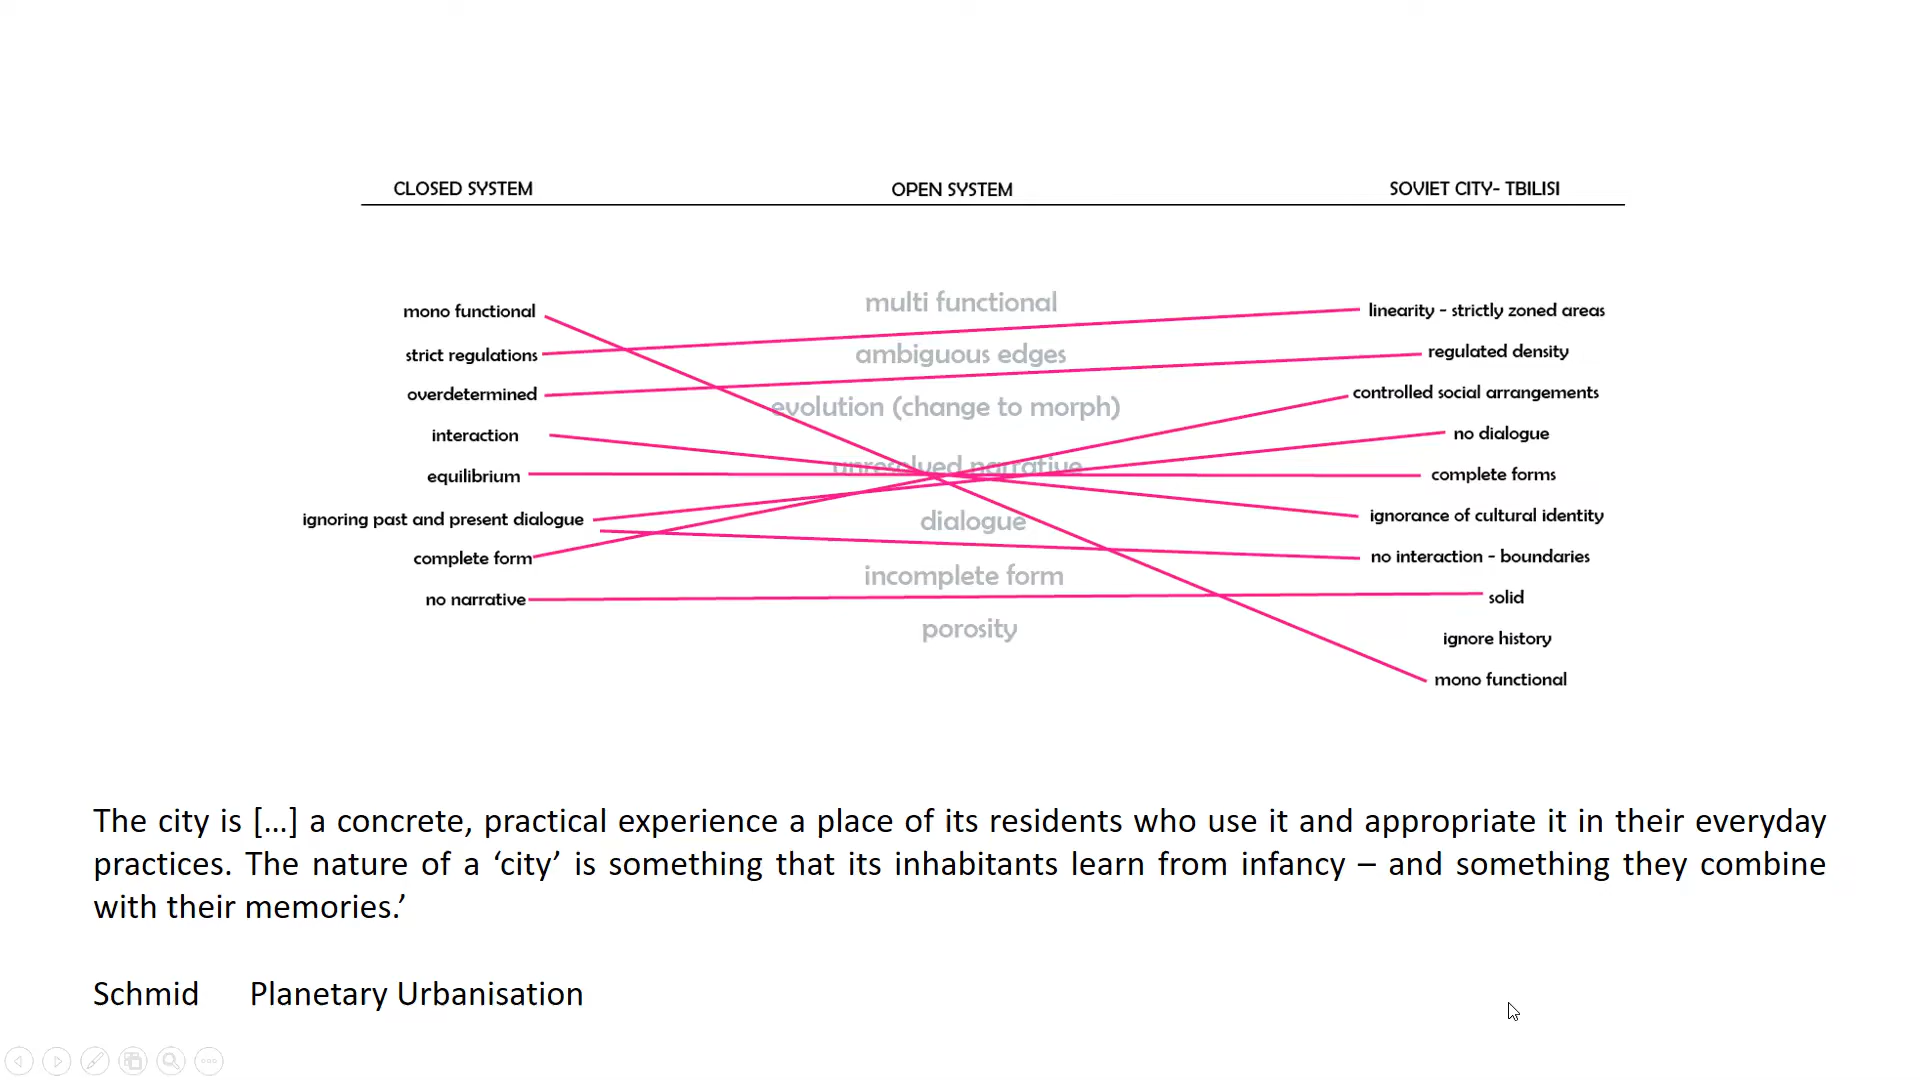 CLOSED SYSTEM
OPEN SYSTEM
SOVIET CITY- TBILISI
mono functional
strict regulations
overdetermined
interaction
equilibrium
ignoring past and present dialogue
complete form
no narrative
multi functional
ambiguous edges
evolution (change to morph)
unresolved narrative
dialogue
incomplete form
porosity
linearity - strictly zoned areas
regulated density
controlled social arrangements
no dialogue
complete forms
ignorance of cultural identity
no interaction - boundaries
solid
ignore history
mono functional
The city is [...] a concrete, practical experience a place of its residents who use it and appropriate it in their everyday
practices. The nature of a ‘city’ is something that its inhabitants learn from infancy – and something they combine
with their memories.’
Schmid Planetary Urbanisation